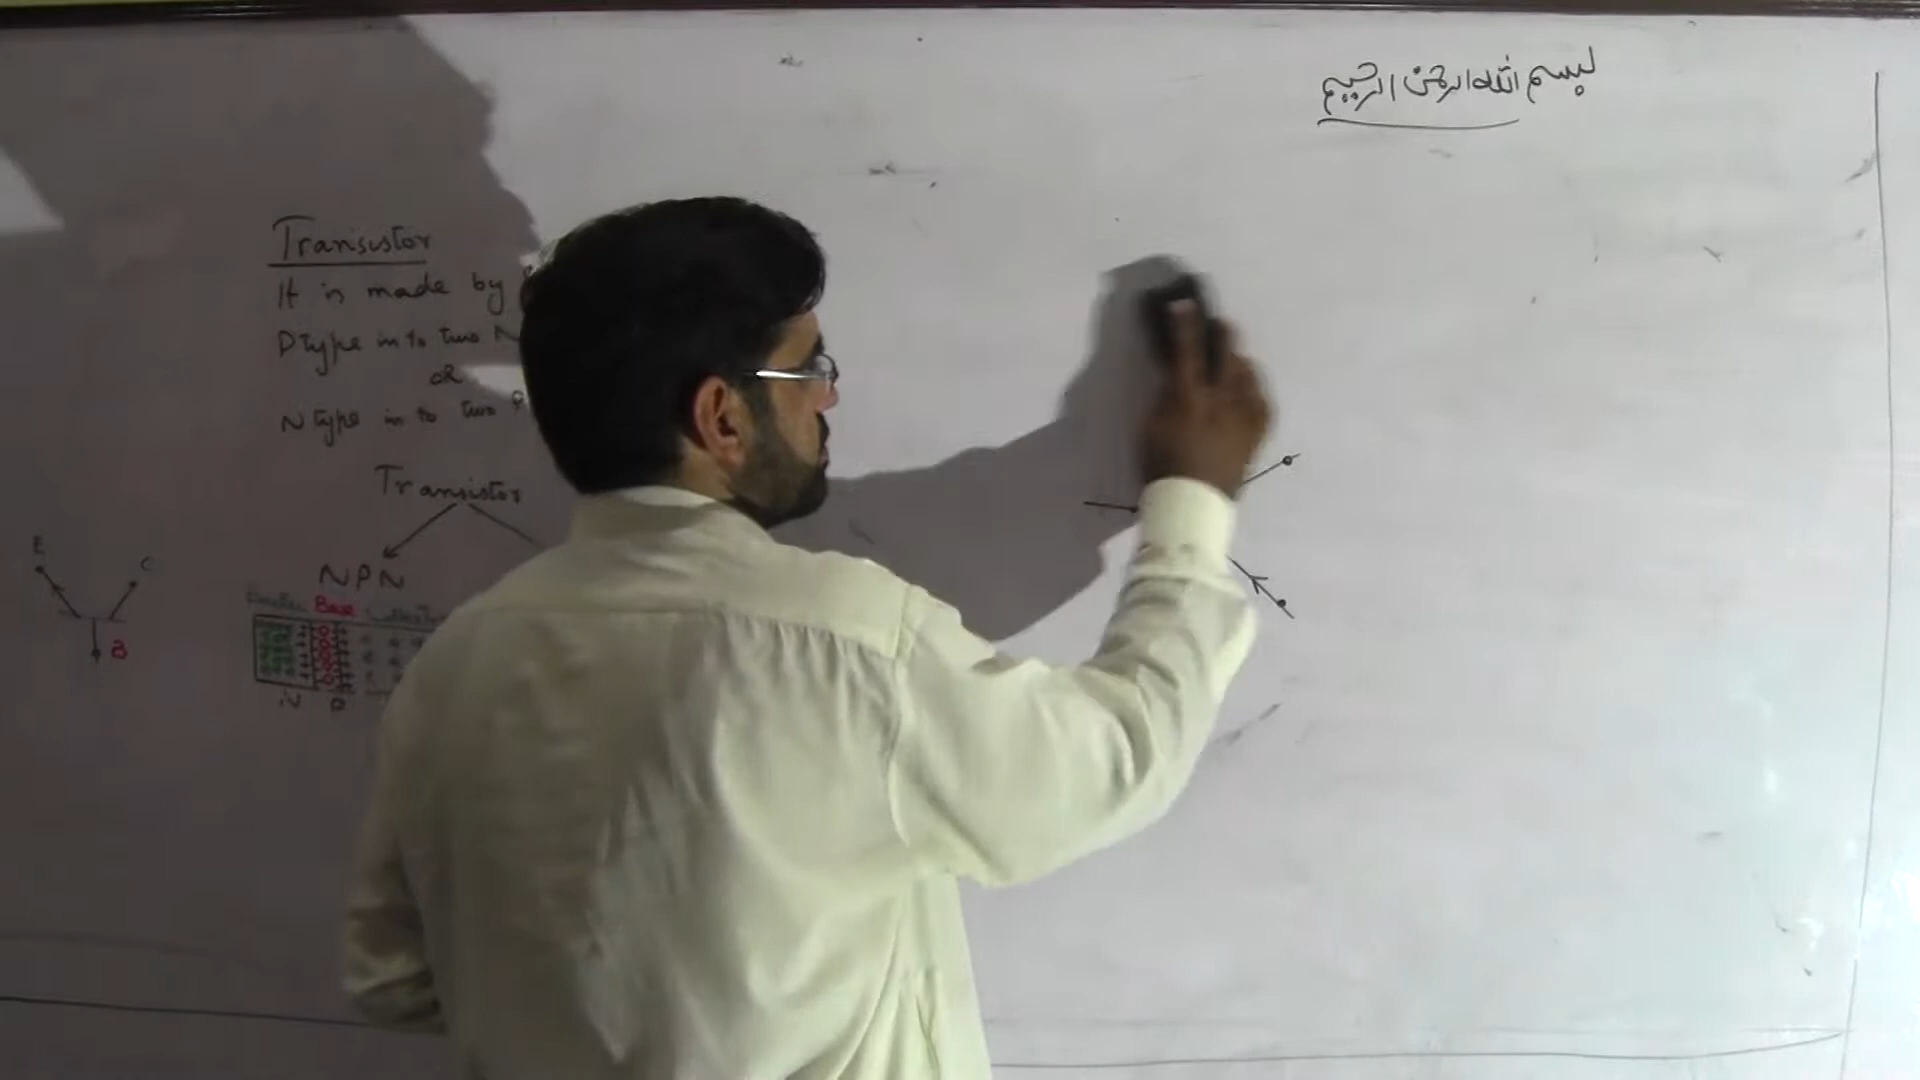 بسم الله الرحمن الرحيم
Transistor
It is made by
P type in to two N
OR
N type in to two P
Transistor
NPN
Emitter Base Collector
N P
E C
B